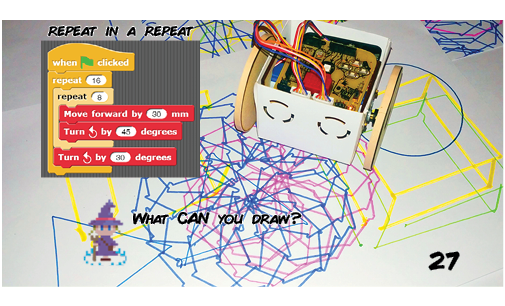 REPEAT IN A REPEAT
when clicked
repeat 16
repeat 8
Move forward by 30 mm
Turn ↺ by 45 degrees
Turn ↺ by 30 degrees
WHAT CAN YOU DRAW?
27